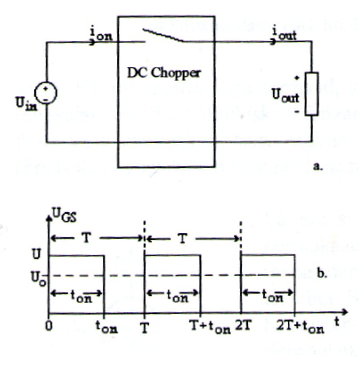 i_on i_out
DC Chopper
U_in + - + U_out -
a.
U_GS
T T
U
U_o b.
t_on t_on t_on
0 t_on T T+t_on 2T 2T+t_on t